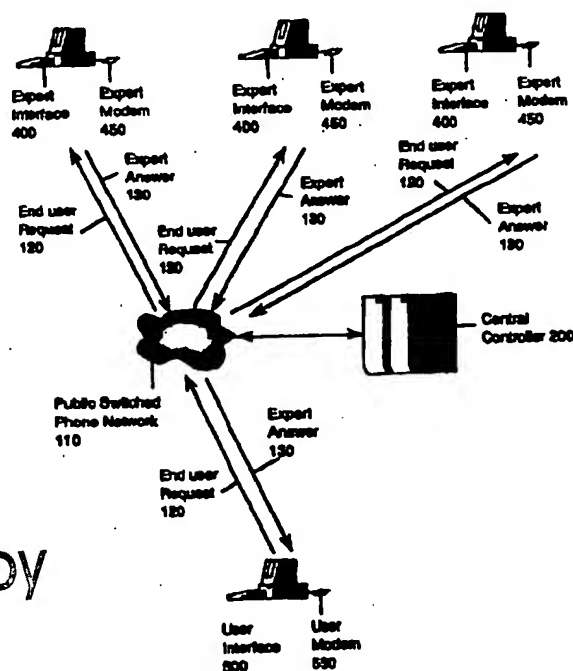 Expert
Interface
400
Expert
Modem
450
Expert
Interface
400
Expert
Modem
450
Expert
Interface
400
Expert
Modem
450
Expert
Answer
130
End user
Request
120
Expert
Answer
130
End user
Request
120
End user
Request
120
Expert
Answer
130
Central
Controller 200
Public Switched
Phone Network
110
Expert
Answer
130
End user
Request
120
User
Interface
User
Modem
530